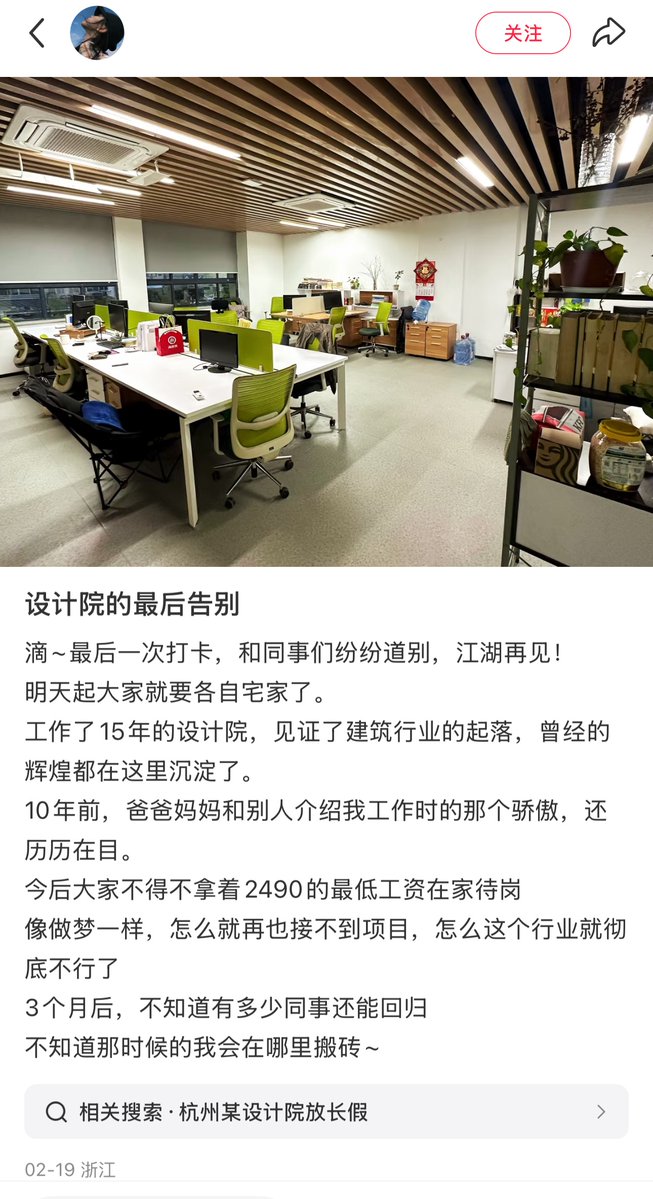 关注
设计院的最后告别
滴~最后一次打卡，和同事们纷纷道别，江湖再见！
明天起大家就要各自宅家了。
工作了15年的设计院，见证了建筑行业的起落，曾经的
辉煌都在这里沉淀了。
10年前，爸爸妈妈和别人介绍我工作时的那个骄傲，还
历历在目。
今后大家不得不拿着2490的最低工资在家待岗
像做梦一样，怎么就再也接不到项目，怎么这个行业就彻
底不行了
3个月后，不知道有多少同事还能回归
不知道那时候的我会在哪里搬砖~
相关搜索·杭州某设计院放长假
02-19 浙江